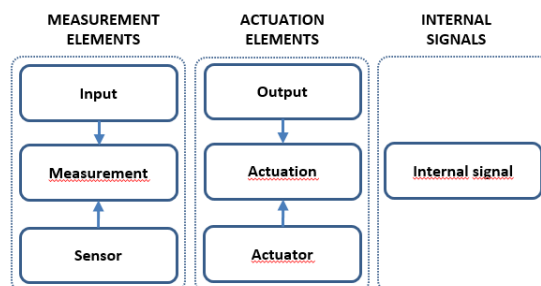 MEASUREMENT
ELEMENTS
ACTUATION
ELEMENTS
INTERNAL
SIGNALS
Input
Measurement
Sensor
Output
Actuation
Actuator
Internal signal